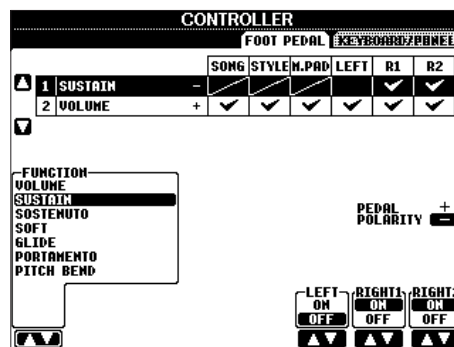 CONTROLLER
FOOT PEDAL KEYBOARD/PANEL
SONG STYLE M.PAD LEFT R1 R2
1 SUSTAIN −
2 VOLUME +
FUNCTION
VOLUME
SUSTAIN
SOSTENUTO
SOFT
GLIDE
PORTAMENTO
PITCH BEND
PEDAL POLARITY + −
LEFT RIGHT1 RIGHT2
ON ON ON
OFF OFF OFF